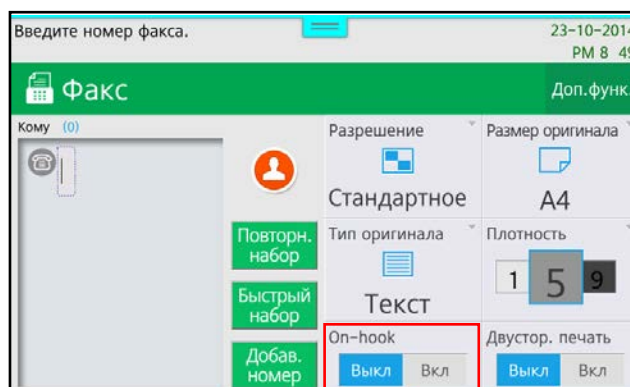 Введите номер факса.
23-10-2014
PM 8 49
Факс
Доп.функ.
Кому (0)
Повторн.
набор
Быстрый
набор
Добав.
номер
Разрешение
Стандартное
Размер оригинала
A4
Тип оригинала
Текст
Плотность
1 5 9
On-hook
Выкл Вкл
Двустор. печать
Выкл Вкл